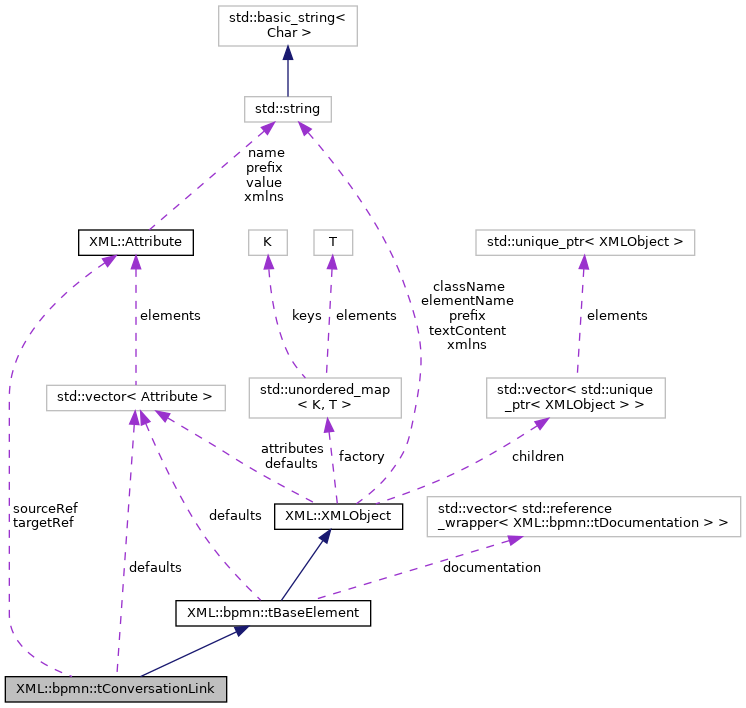 std::basic_string<
Char >
std::string
name
prefix
value
xmlns
XML::Attribute
K
T
std::unique_ptr< XMLObject >
className
elementName
prefix
textContent
xmlns
elements
keys
elements
elements
std::vector< Attribute >
std::unordered_map
< K, T >
std::vector< std::unique
_ptr< XMLObject > >
attributes
defaults
factory
children
sourceRef
targetRef
defaults
XML::XMLObject
std::vector< std::reference
_wrapper< XML::bpmn::tDocumentation > >
defaults
documentation
XML::bpmn::tBaseElement
XML::bpmn::tConversationLink